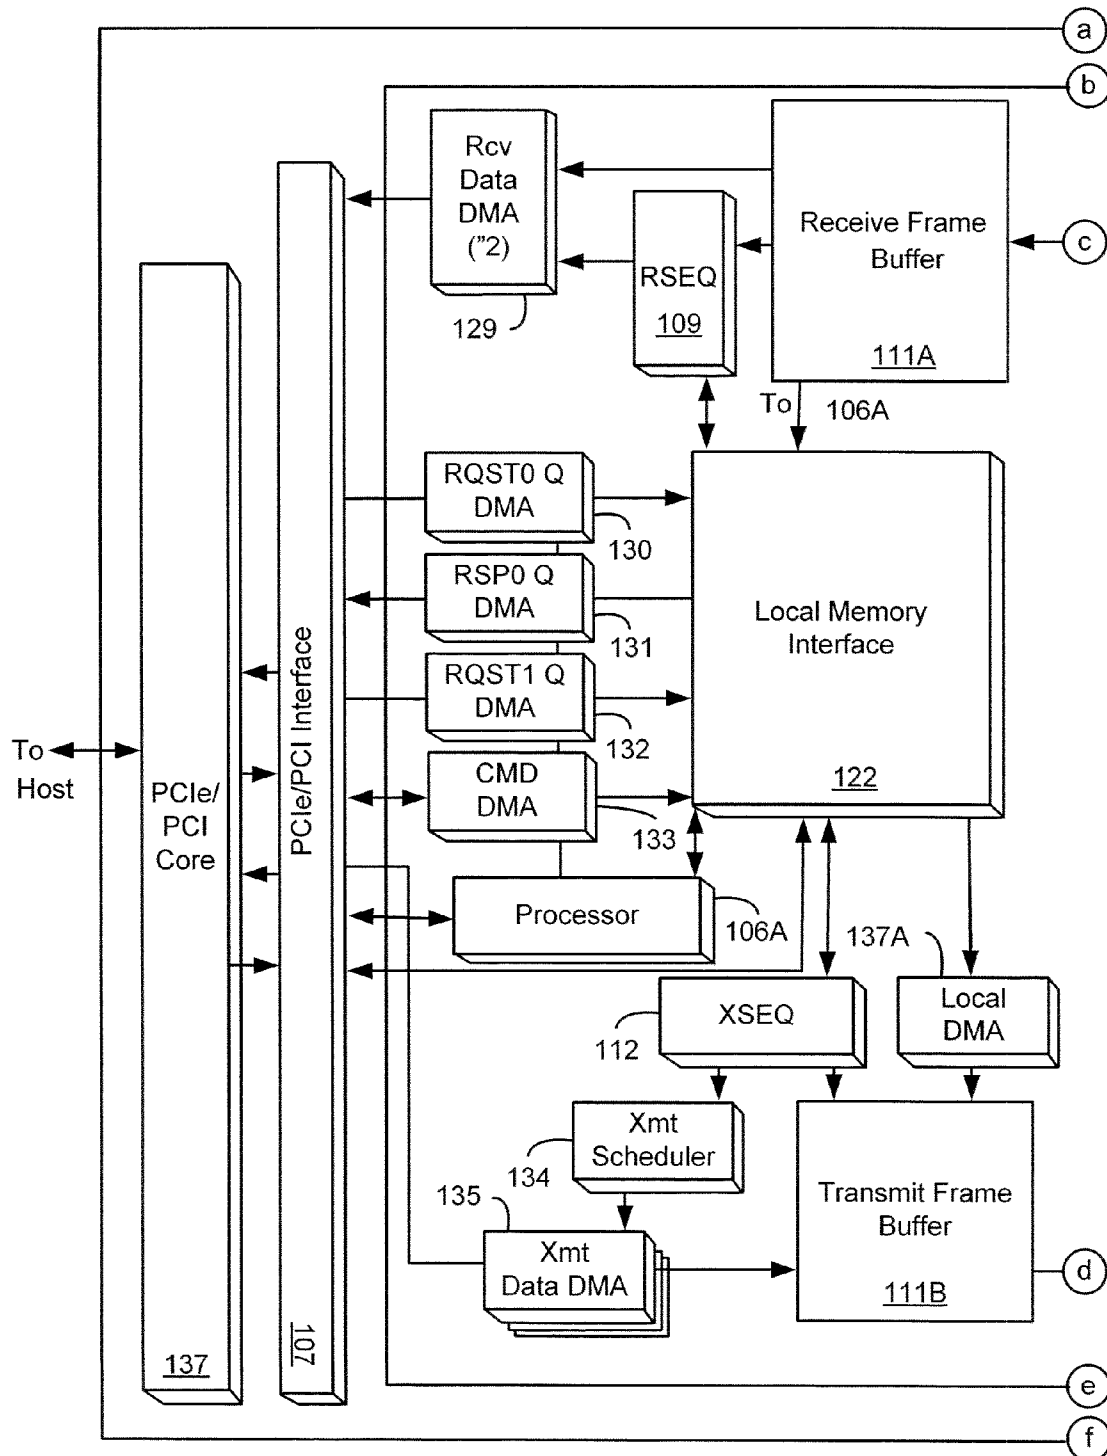 a
b
Rcv
Data
DMA
("2)
129
RSEQ
109
Receive Frame
Buffer
111A
c
To
106A
RQST0 Q
DMA
130
RSP0 Q
DMA
131
RQST1 Q
DMA
132
CMD
DMA
133
Local Memory
Interface
122
To
Host
PCIe/
PCI
Core
137
PCIe/PCI Interface
107
Processor
106A
137A
XSEQ
112
Local
DMA
Xmt
Scheduler
134
135
Xmt
Data DMA
Transmit Frame
Buffer
111B
d
e
f